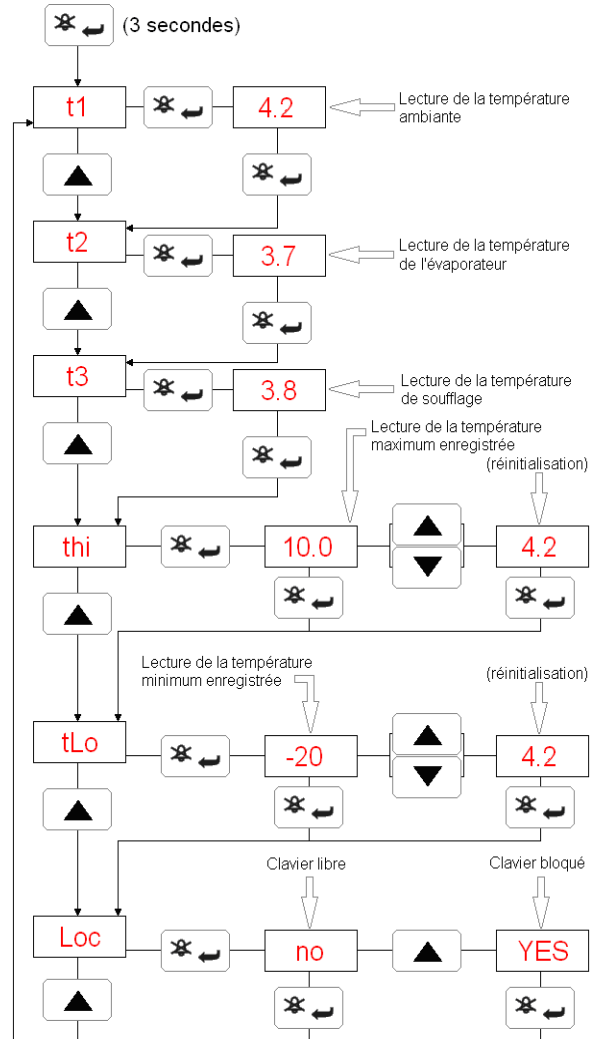 (3 secondes)
t1
4.2
Lecture de la température
ambiante
t2
3.7
Lecture de la température
de l'évaporateur
t3
3.8
Lecture de la température
de soufflage
Lecture de la température
maximum enregistrée
(réinitialisation)
thi
10.0
4.2
Lecture de la température
minimum enregistrée
(réinitialisation)
tLo
-20
4.2
Clavier libre
Clavier bloqué
Loc
no
YES